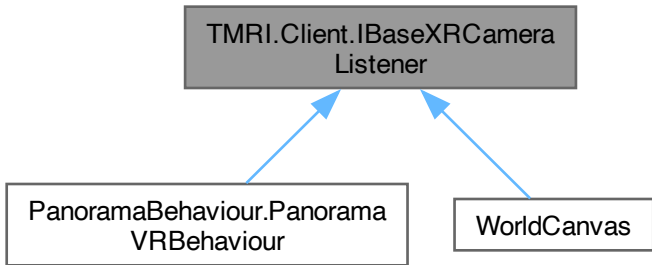 TMRI.Client.IBaseXRCamera
Listener
PanoramaBehaviour.Panorama
VRBehaviour
WorldCanvas